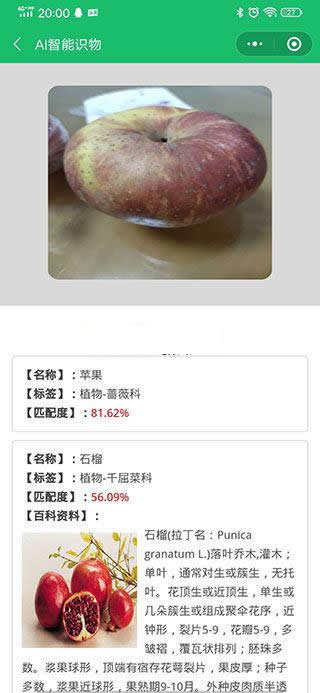 4G+ HD 20:00 27
AI智能识物
【名称】：苹果
【标签】：植物-蔷薇科
【匹配度】：81.62%
【名称】：石榴
【标签】：植物-千屈菜科
【匹配度】：56.09%
【百科资料】：
石榴(拉丁名：Punica
granatum L.)落叶乔木,灌木；
单叶，通常对生或簇生，无托
叶。花顶生或近顶生，单生或
几朵簇生或组成聚伞花序，近
钟形，裂片5-9，花瓣5-9，多
皱褶，覆瓦状排列；胚珠多
数。浆果球形，顶端有宿存花萼裂片，果皮厚；种子
多数，浆果近球形，果熟期9-10月。外种皮肉质半透